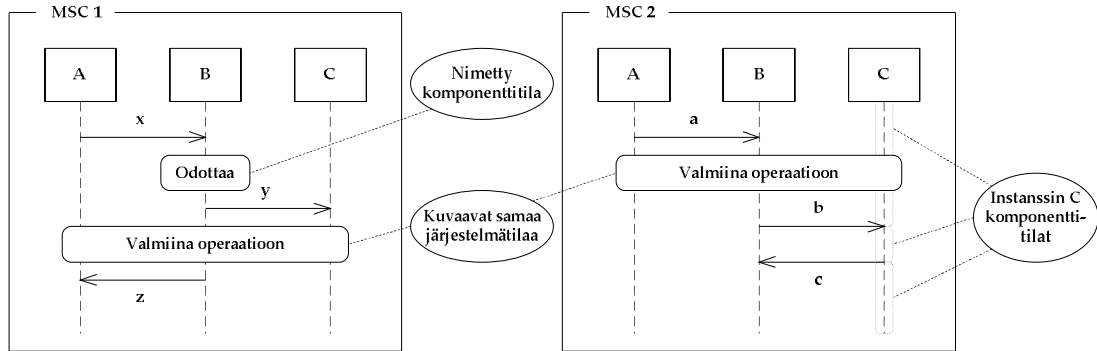 MSC 1
A
B
C
x
Odottaa
y
Valmiina operaatioon
z
Nimetty
komponenttitila
Kuvaavat samaa
järjestelmätilaa
MSC 2
A
B
C
a
Valmiina operaatioon
b
c
Instanssin C
komponentti-
tilat